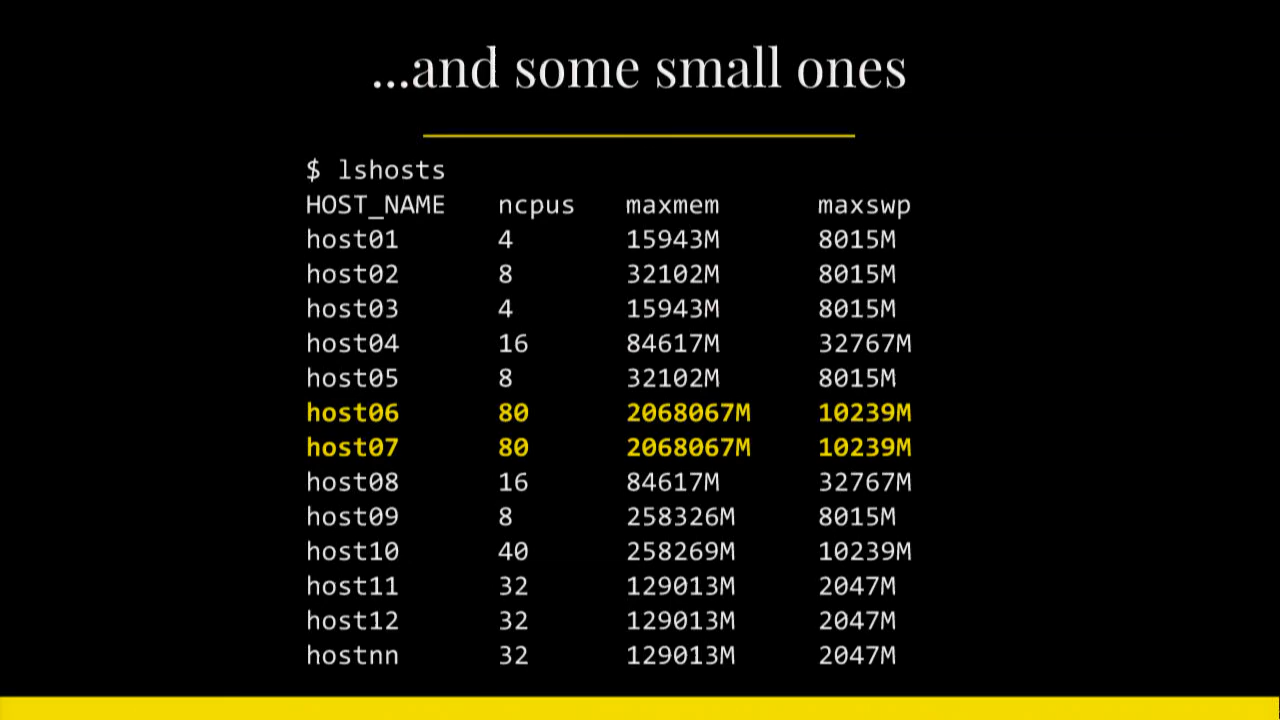 ...and some small ones
$ lshosts
HOST_NAME ncpus maxmem maxswp
host01 4 15943M 8015M
host02 8 32102M 8015M
host03 4 15943M 8015M
host04 16 84617M 32767M
host05 8 32102M 8015M
host06 80 2068067M 10239M
host07 80 2068067M 10239M
host08 16 84617M 32767M
host09 8 258326M 8015M
host10 40 258269M 10239M
host11 32 129013M 2047M
host12 32 129013M 2047M
hostnn 32 129013M 2047M